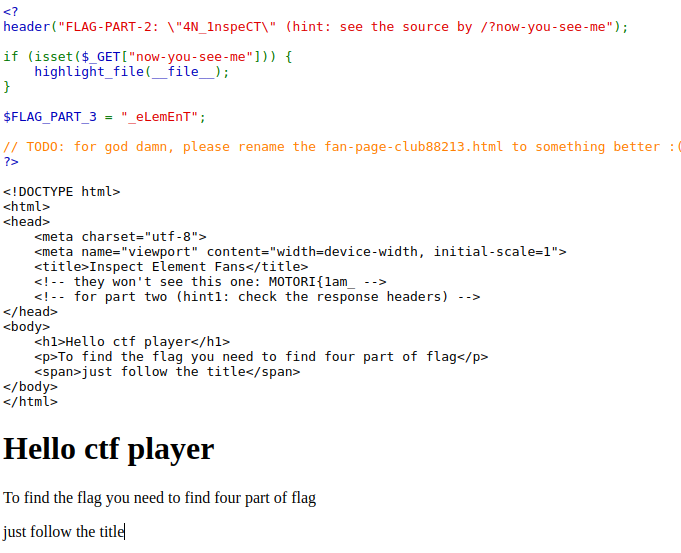 <?
header("FLAG-PART-2: \"4N_1nspeCT\" (hint: see the source by /?now-you-see-me");
if (isset($_GET["now-you-see-me"])) {
    highlight_file(__file__);
}
$FLAG_PART_3 = "_eLemEnT";
// TODO: for god damn, please rename the fan-page-club88213.html to something better :(
?>
<!DOCTYPE html>
<html>
<head>
    <meta charset="utf-8">
    <meta name="viewport" content="width=device-width, initial-scale=1">
    <title>Inspect Element Fans</title>
    <!-- they won't see this one: MOTORI{1am_ -->
    <!-- for part two (hint1: check the response headers) -->
</head>
<body>
    <h1>Hello ctf player</h1>
    <p>To find the flag you need to find four part of flag</p>
    <span>just follow the title</span>
</body>
</html>
Hello ctf player
To find the flag you need to find four part of flag
just follow the title